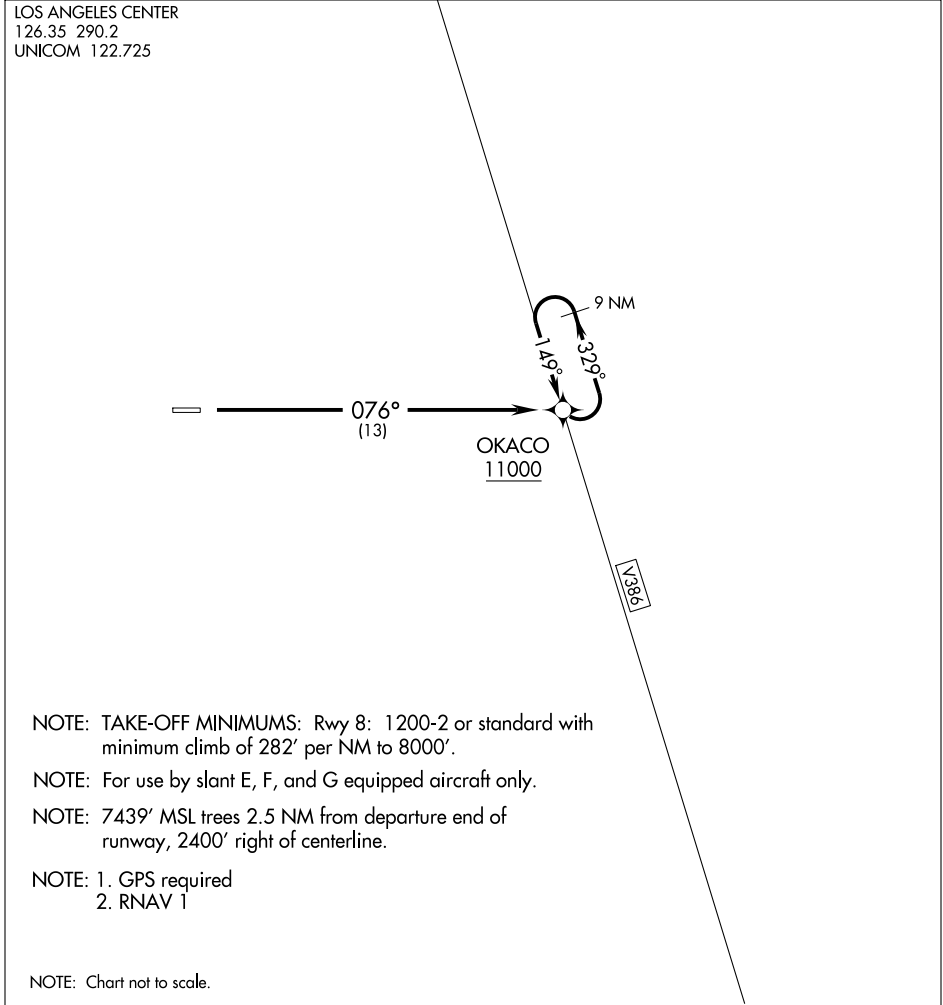 LOS ANGELES CENTER
126.35 290.2
UNICOM 122.725
9 NM
149°
329°
076°
(13)
OKACO
11000
V386
NOTE: TAKE-OFF MINIMUMS: Rwy 8: 1200-2 or standard with
minimum climb of 282' per NM to 8000'.
NOTE: For use by slant E, F, and G equipped aircraft only.
NOTE: 7439' MSL trees 2.5 NM from departure end of
runway, 2400' right of centerline.
NOTE: 1. GPS required
2. RNAV 1
NOTE: Chart not to scale.